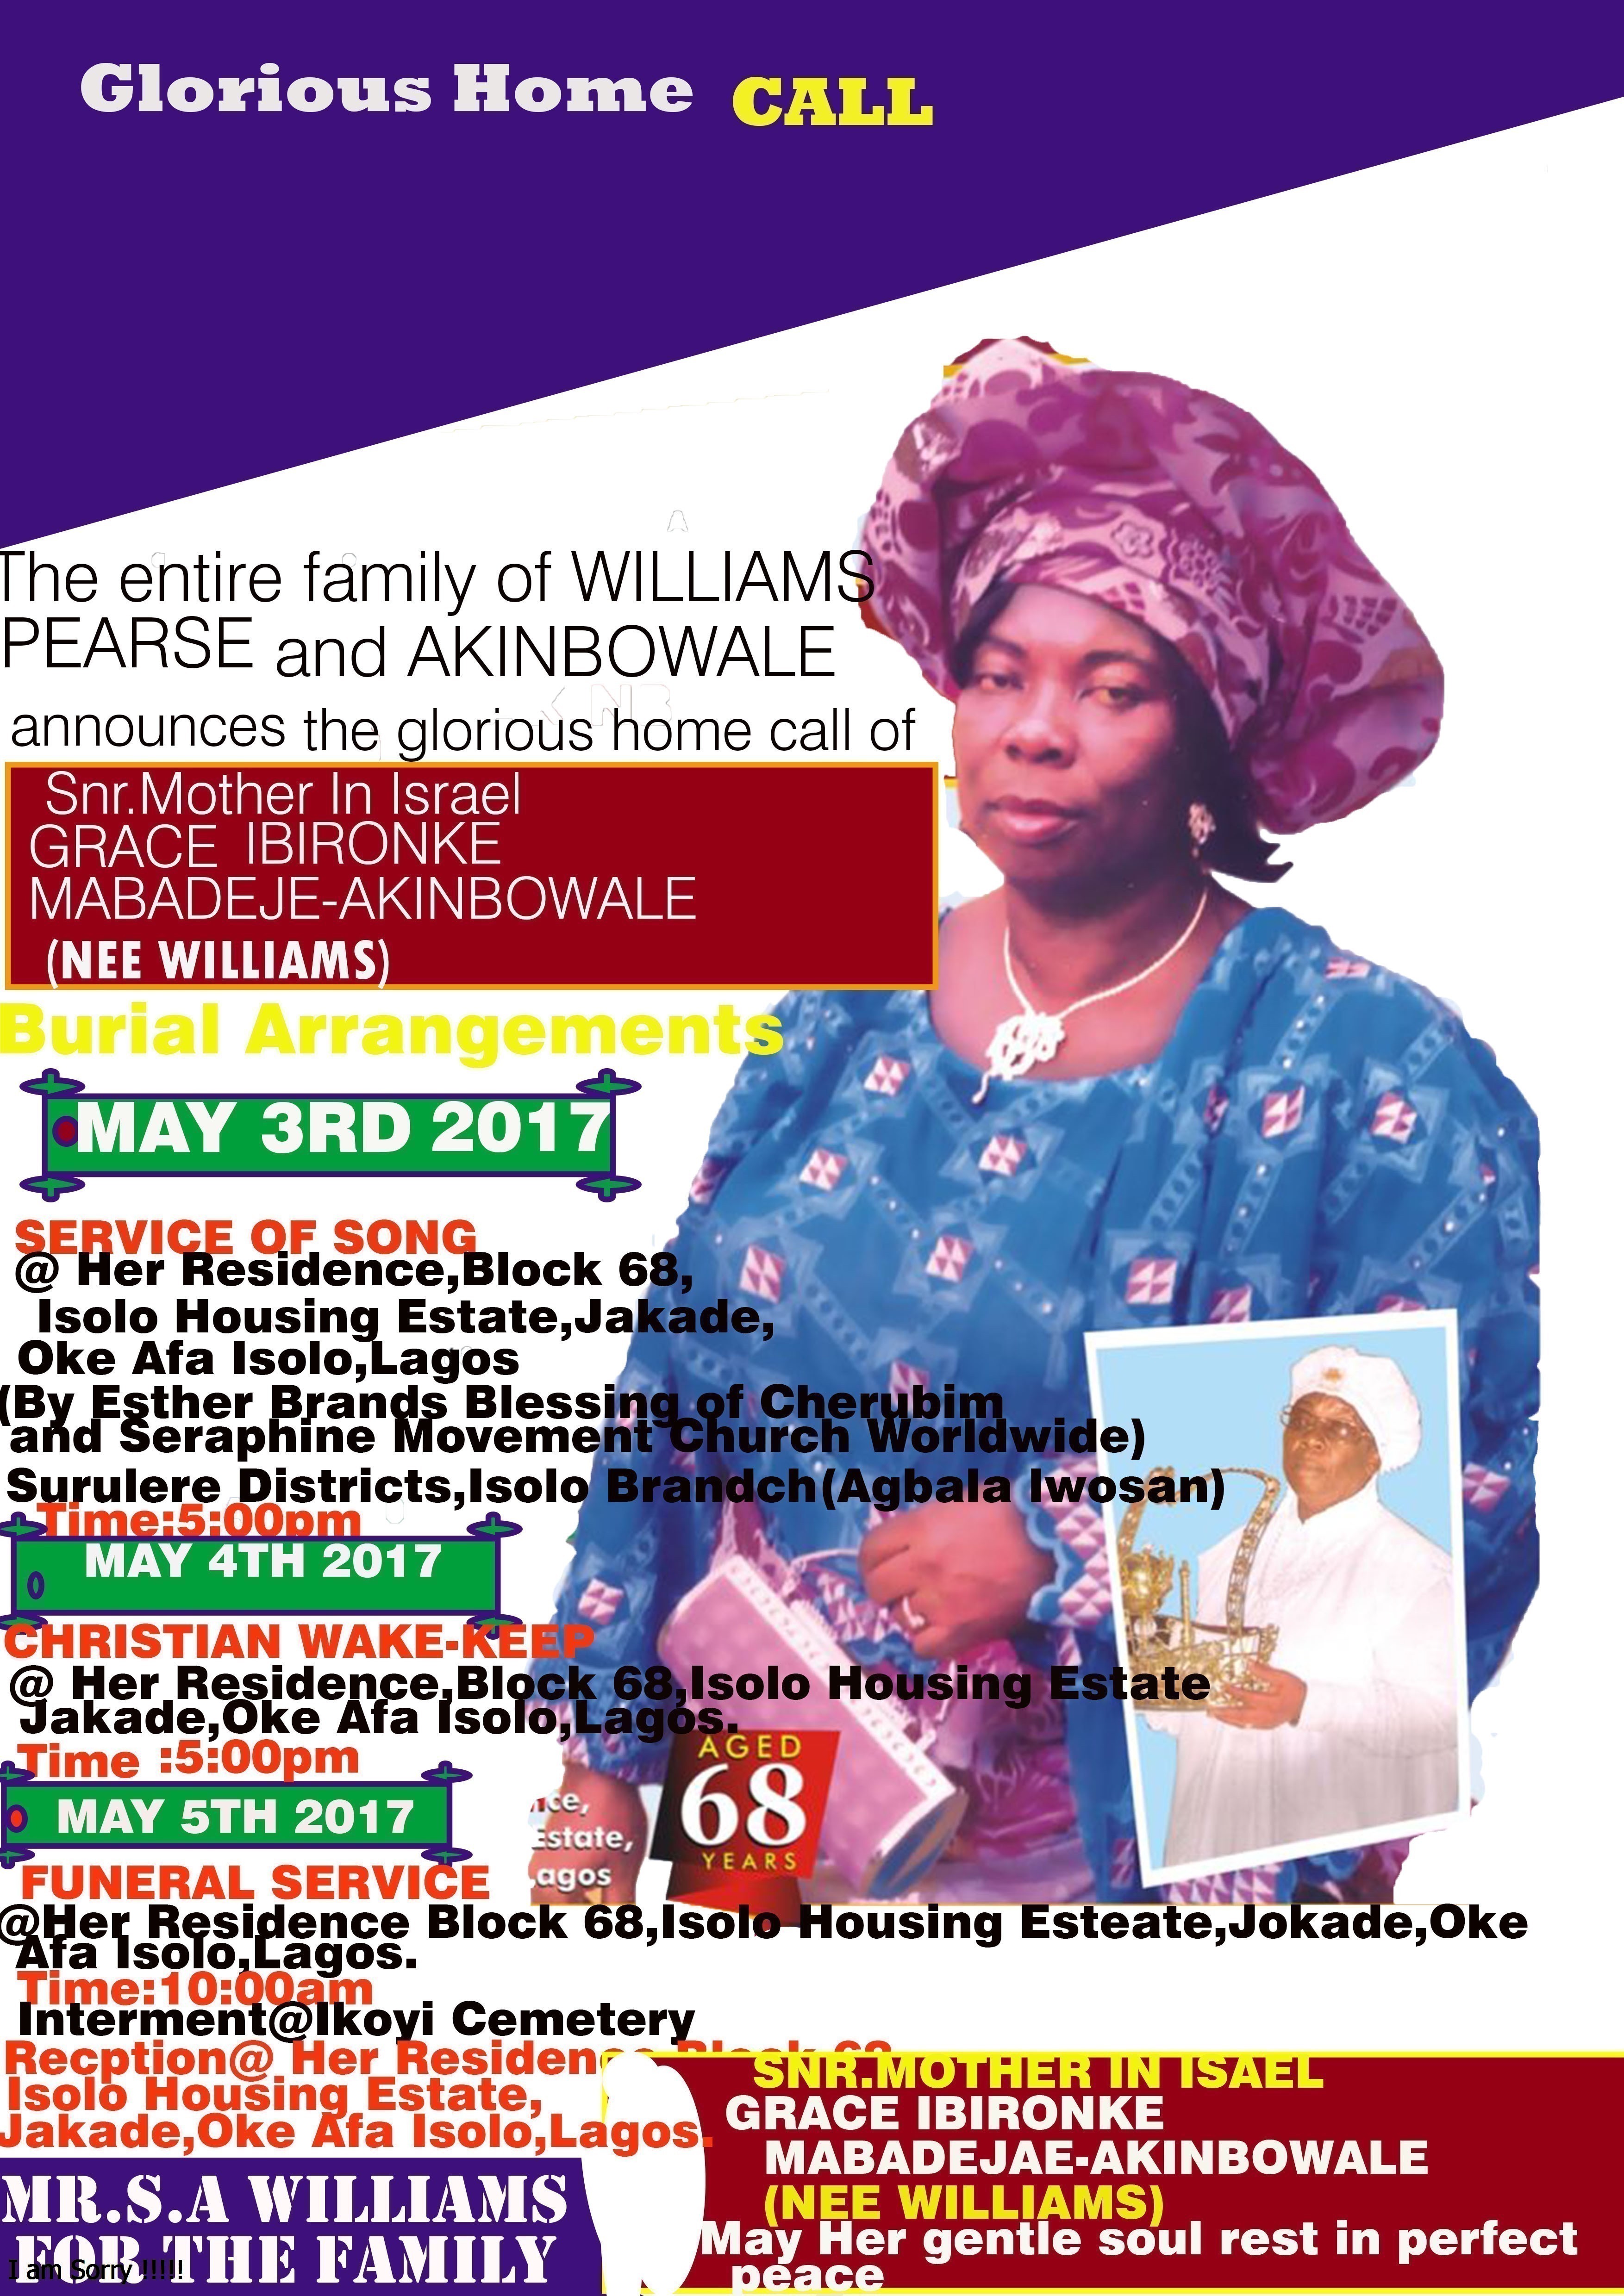 Glorious Home CALL
The entire family of WILLIAMS
PEARSE and AKINBOWALE
announces the glorious home call of
Snr.Mother In Israel
GRACE IBIRONKE
MABADEJE-AKINBOWALE
(NEE WILLIAMS)
Burial Arrangements
MAY 3RD 2017
SERVICE OF SONG
@ Her Residence,Block 68,
Isolo Housing Estate,Jakade,
Oke Afa Isolo,Lagos
(By Esther Brands Blessing of Cherubim
and Seraphine Movement Church Worldwide)
Surulere Districts,Isolo Brandch(Agbala Iwosan)
Time:5:00pm
MAY 4TH 2017
CHRISTIAN WAKE-KEEP
@ Her Residence,Block 68,Isolo Housing Estate
Jakade,Oke Afa Isolo,Lagos.
Time :5:00pm
AGED
68
YEARS
Estate,
MAY 5TH 2017
FUNERAL SERVICE
@Her Residence Block 68,Isolo Housing Esteate,Jokade,Oke
Afa Isolo,Lagos.
Time:10:00am
Interment@Ikoyi Cemetery
Recption@ Her Residence Block 68
Isolo Housing Estate,
Jakade,Oke Afa Isolo,Lagos.
MR.S.A WILLIAMS
FOR THE FAMILY
I am Sorry !!!!!
SNR.MOTHER IN ISAEL
GRACE IBIRONKE
MABADEJAE-AKINBOWALE
(NEE WILLIAMS)
May Her gentle soul rest in perfect
peace